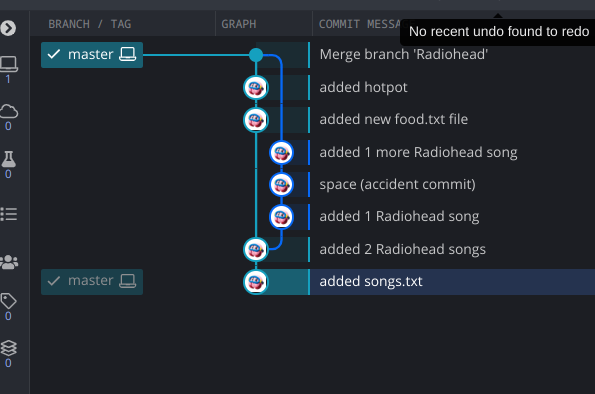 BRANCH / TAG GRAPH COMMIT MESSA
No recent undo found to redo
master Merge branch 'Radiohead'
1
added hotpot
0
added new food.txt file
added 1 more Radiohead song
0
space (accident commit)
added 1 Radiohead song
added 2 Radiohead songs
master added songs.txt
0
0